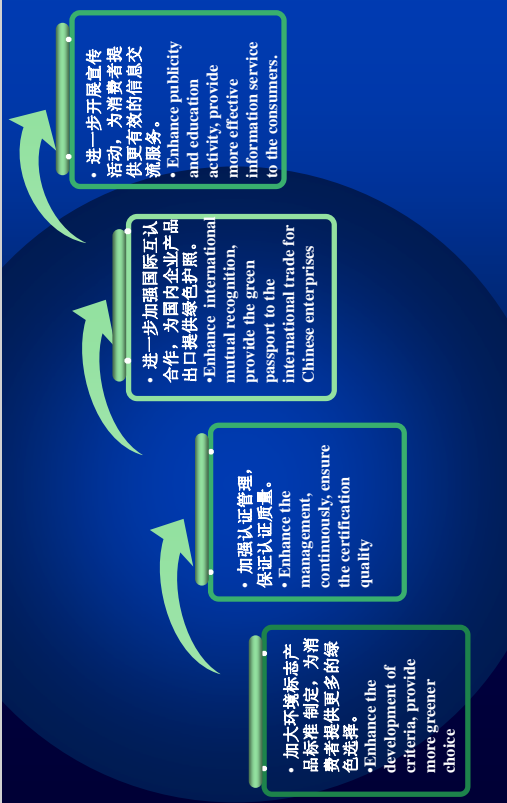 • 加大环境标志产
品标准 制定，为消
费者提供更多的绿
色选择。
•Enhance the
development of
criteria, provide
more greener
choice
• 加强认证管理，
保证认证质量。
• Enhance the
management,
continuously, ensure
the certification
quality
• 进一步加强国际互认
合作，为国内企业产品
出口提供绿色护照。
•Enhance international
mutual recognition,
provide the green
passport to the
international trade for
Chinese enterprises
• 进一步开展宣传
活动，为消费者提
供更有效的信息交
流服务。
• Enhance publicity
and education
activity, provide
more effective
information service
to the consumers.